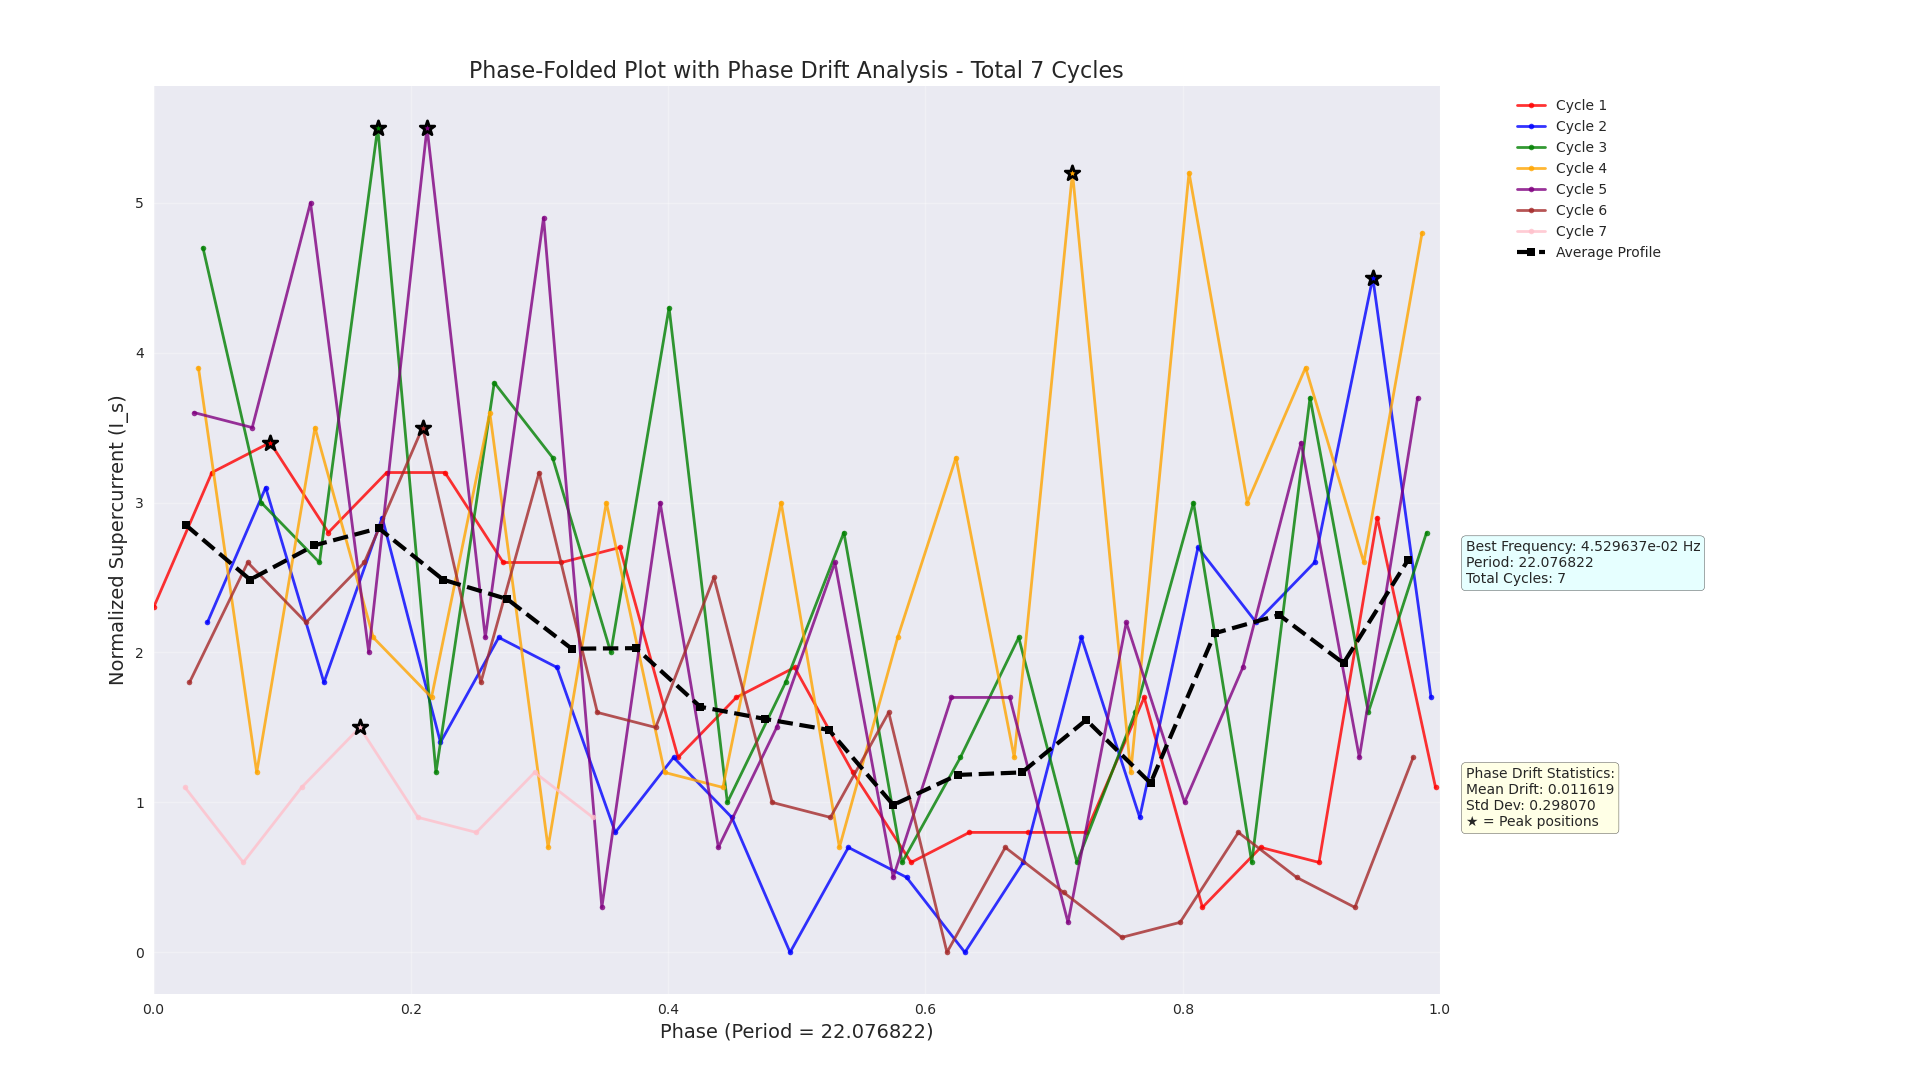 Phase-Folded Plot with Phase Drift Analysis - Total 7 Cycles
Normalized Supercurrent (I_s)
5
4
3
2
1
0
0.0
0.2
0.4
0.6
0.8
1.0
Phase (Period = 22.076822)
Cycle 1
Cycle 2
Cycle 3
Cycle 4
Cycle 5
Cycle 6
Cycle 7
Average Profile
Best Frequency: 4.529637e-02 Hz
Period: 22.076822
Total Cycles: 7
Phase Drift Statistics:
Mean Drift: 0.011619
Std Dev: 0.298070
★ = Peak positions